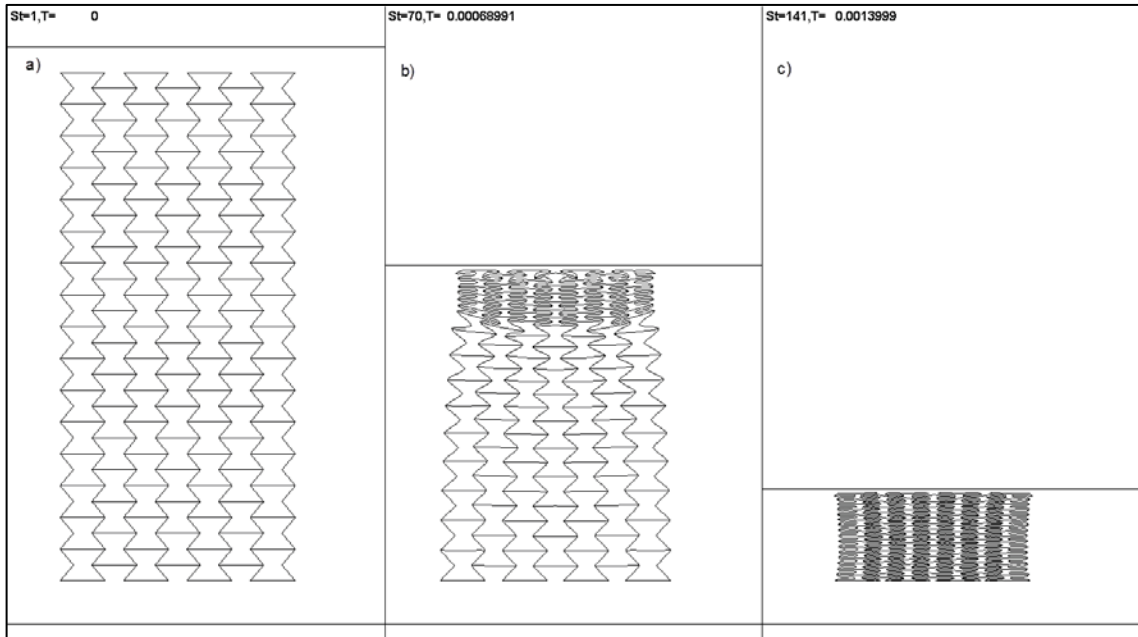 St=1,T= 0
a)
St=70,T= 0.00068991
b)
St=141,T= 0.0013999
c)